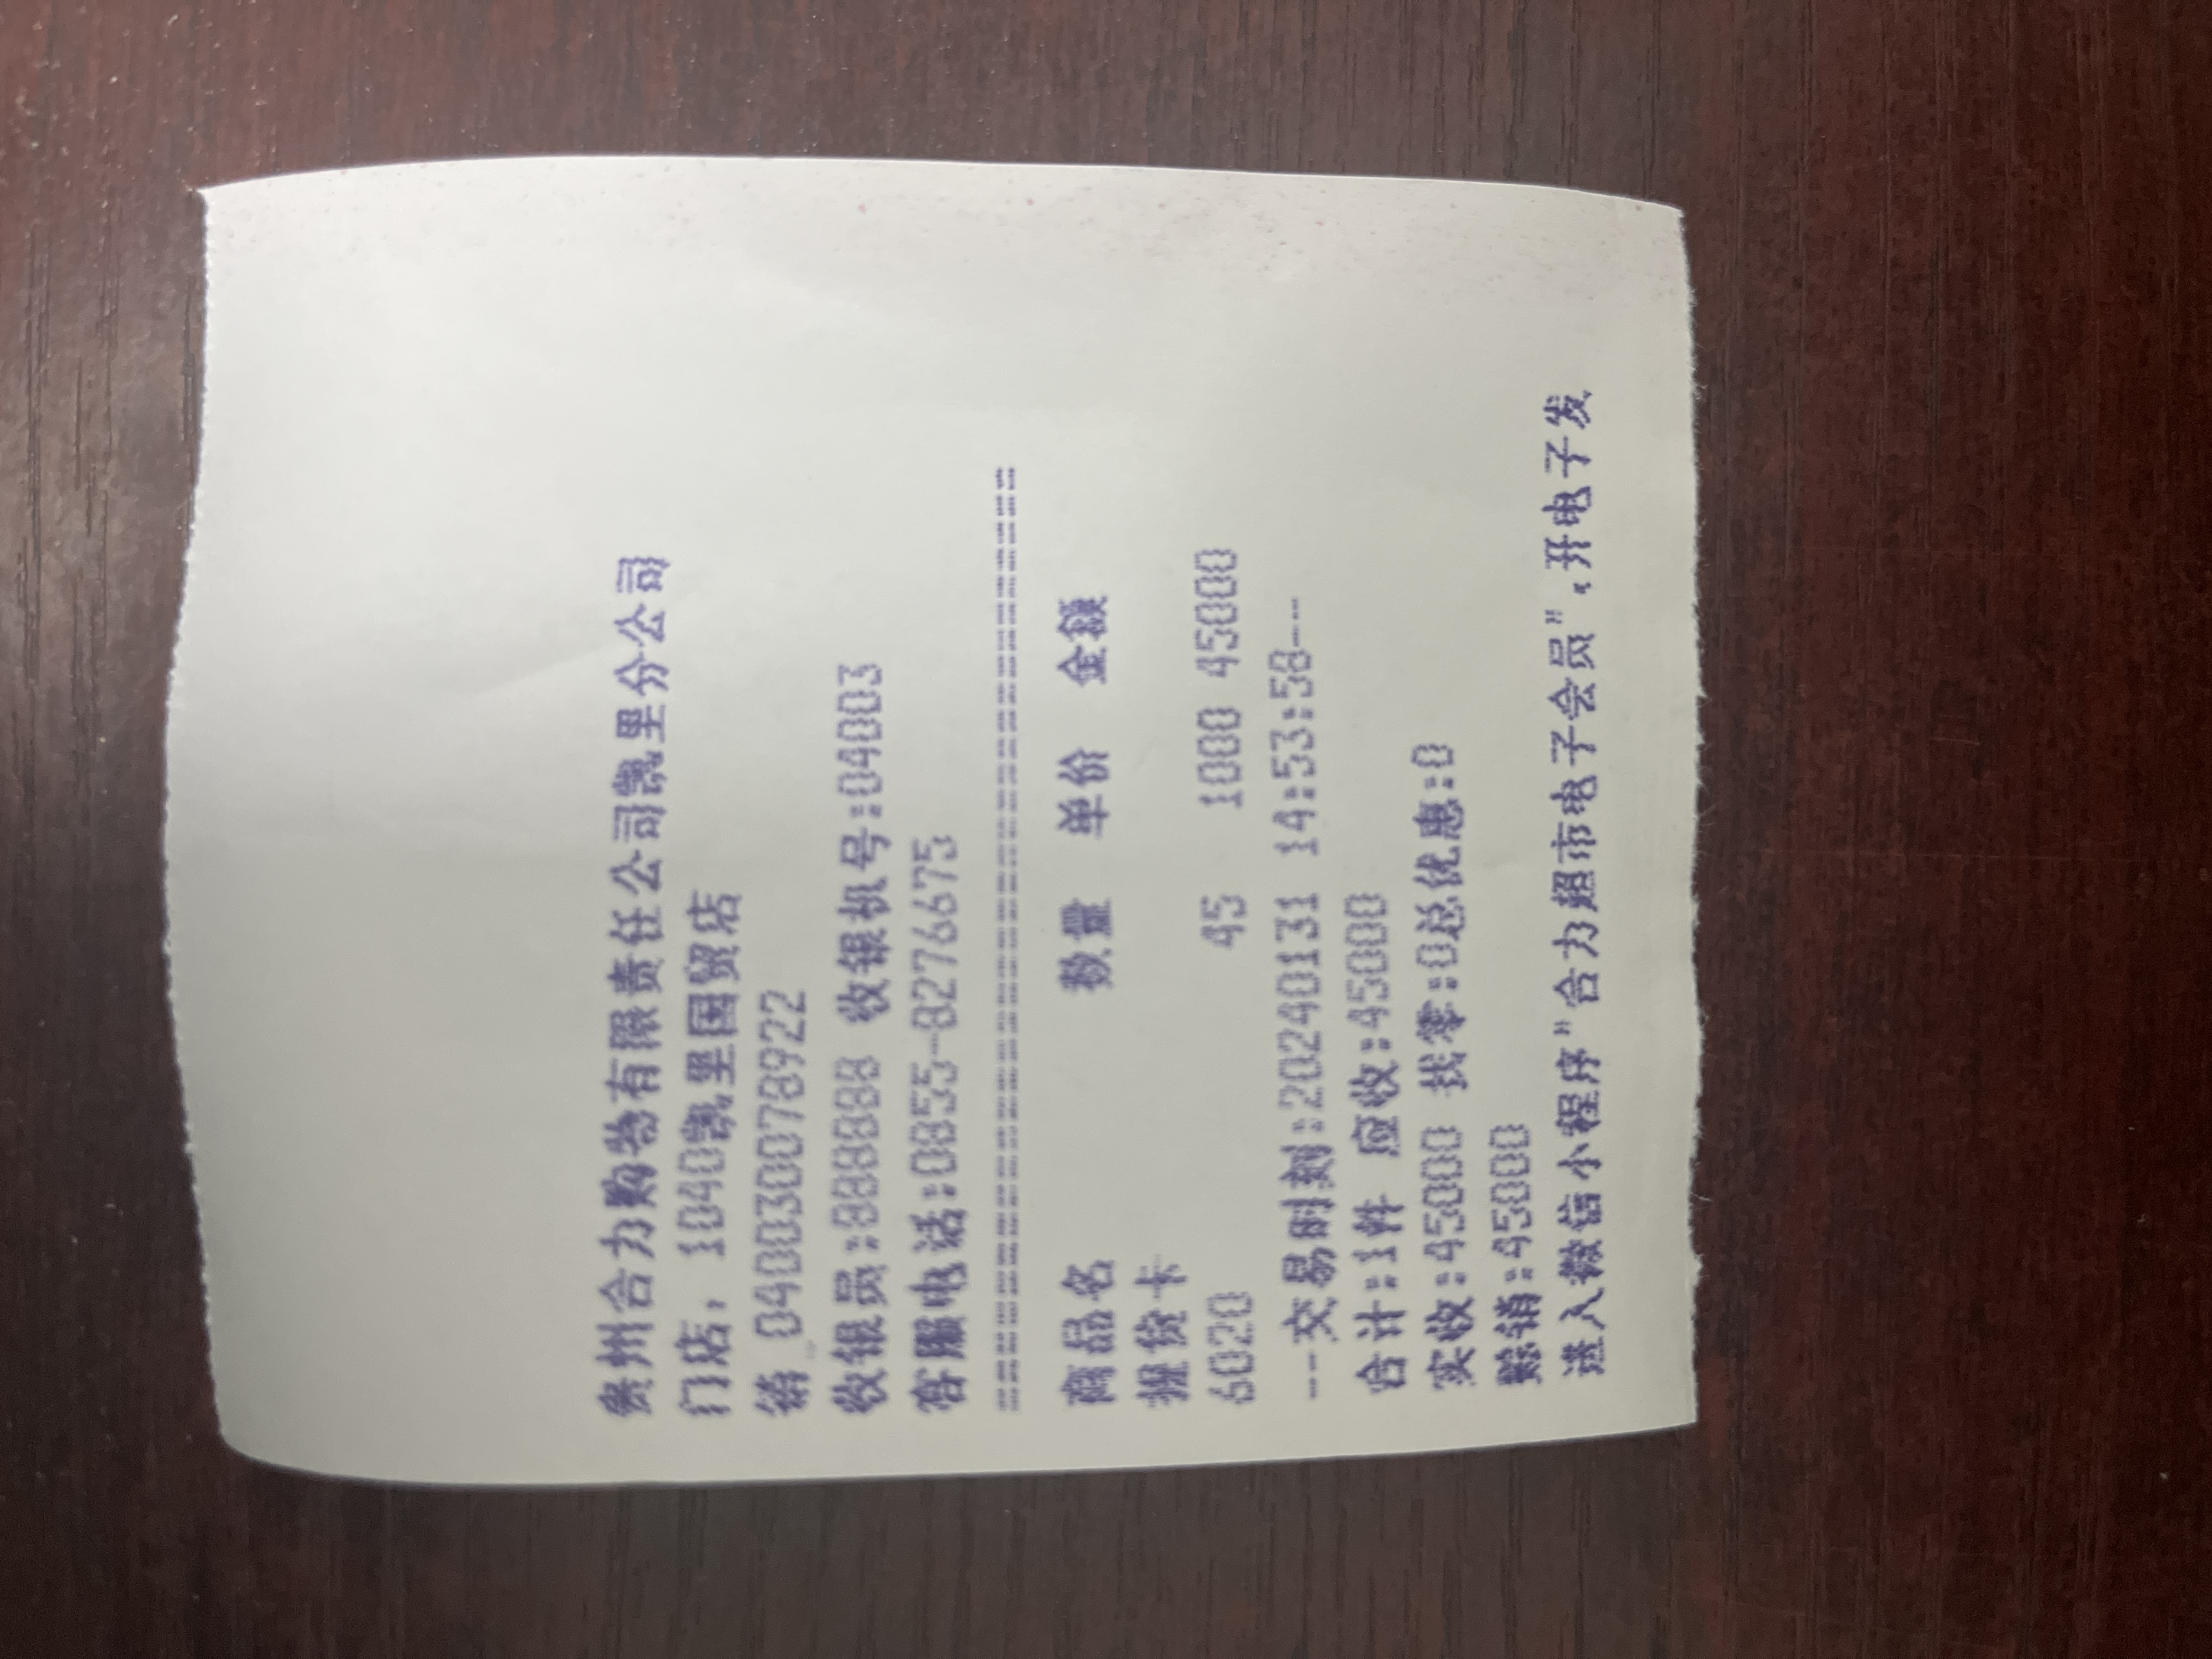 贵州合力购物有限责任公司凯里分公司
门店: 1040凯里国贸店
销 040030078922
收银员:888888 收银机号:04003
客服电话:0855-8276675
================================
商品名 数量 单价 金额
提货卡
6020 45 1000 45000
---交易时刻:20240131 14:53:58---
合计:1件 应收:45000
实收:45000 找零:0总优惠:0
赊销:45000
进入微信小程序"合力超市电子会员",开电子发